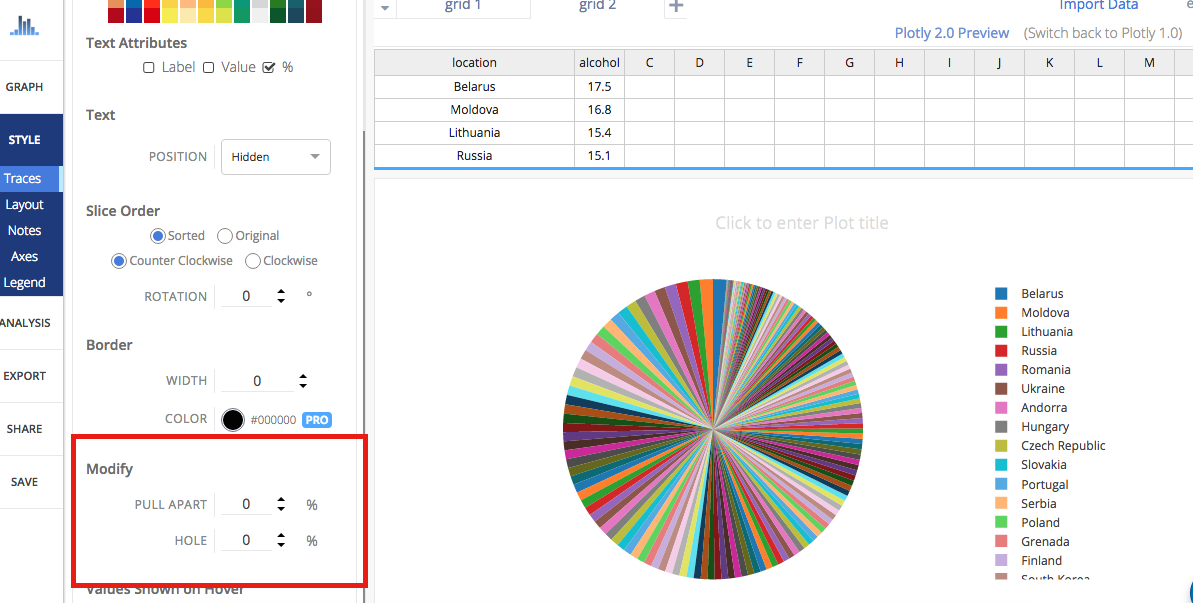 grid 1
grid 2
+
Import Data
Plotly 2.0 Preview (Switch back to Plotly 1.0)
GRAPH
STYLE
Traces
Layout
Notes
Axes
Legend
ANALYSIS
EXPORT
SHARE
SAVE
Text Attributes
Label Value %
Text
POSITION Hidden
Slice Order
Sorted Original
Counter Clockwise Clockwise
ROTATION 0 °
Border
WIDTH 0
COLOR #000000 PRO
Modify
PULL APART 0 %
HOLE 0 %
Values Shown on Hover
location alcohol C D E F G H I J K L M
Belarus 17.5
Moldova 16.8
Lithuania 15.4
Russia 15.1
Click to enter Plot title
Belarus
Moldova
Lithuania
Russia
Romania
Ukraine
Andorra
Hungary
Czech Republic
Slovakia
Portugal
Serbia
Poland
Grenada
Finland
South Korea